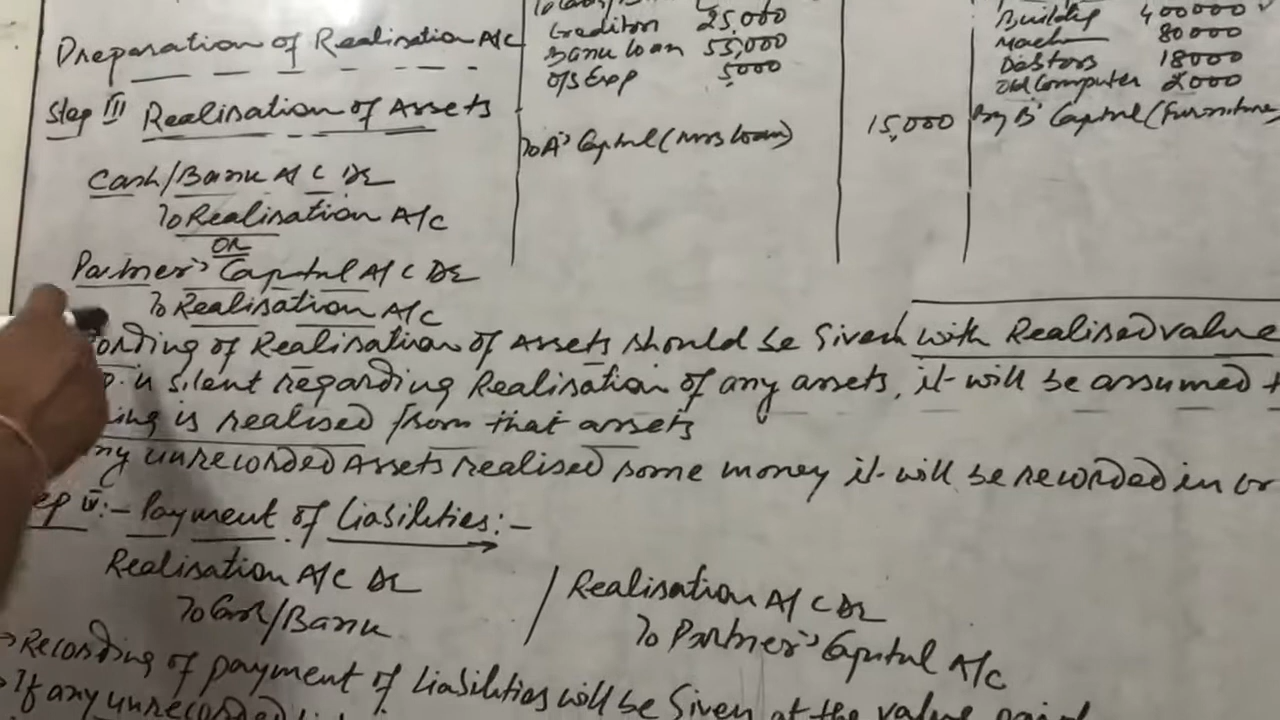 Preparation of Realisation A/c
Step III Realisation of Assets
Cash/Bank A/C Dr
To Realisation A/c
OR
Partner's Capital A/C Dr
To Realisation A/c
of Realisation of Assets should be Given with Realised value
is silent regarding Realisation of any assets, it will be assumed
is realised from that assets
any unrecorded Assets realised some money it will be recorded in
Step IV:- Payment of Liabilities:-
Realisation A/c Dr
To Cash/Bank
Realisation A/C Dr
To Partner's Capital A/c
→Recording of payment of Liabilities will be Given at the value paid
→If any unrecorded
Creditors 25,000
Bank loan 55,000
O/S Exp 5000
To A's Capital (Mrs loan) 15,000
Building 400000
Mach 80000
Debtors 18000
Old Computer 2000
By B's Capital (Furniture